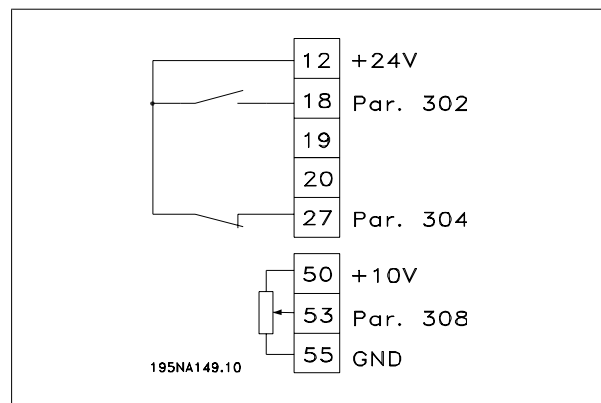 12 +24V
18 Par. 302
19
20
27 Par. 304
50 +10V
53 Par. 308
55 GND
195NA149.10